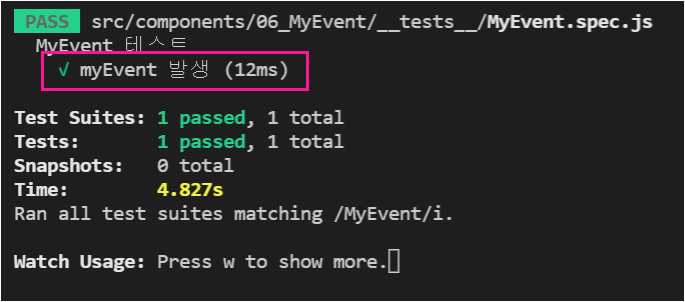 PASS src/components/06_MyEvent/__tests__/MyEvent.spec.js
MyEvent 테스트
√ myEvent 발생 (12ms)
Test Suites: 1 passed, 1 total
Tests: 1 passed, 1 total
Snapshots: 0 total
Time: 4.827s
Ran all test suites matching /MyEvent/i.
Watch Usage: Press w to show more.